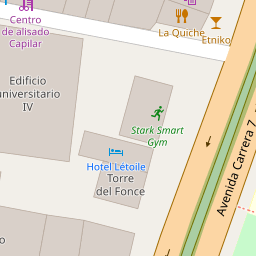 Centro
de alisado
Capilar
La Quiche
Etniko
Edificio
universitario
IV
Stark Smart
Gym
Hotel Létoile
Torre
del Fonce
Avenida Carrera 7